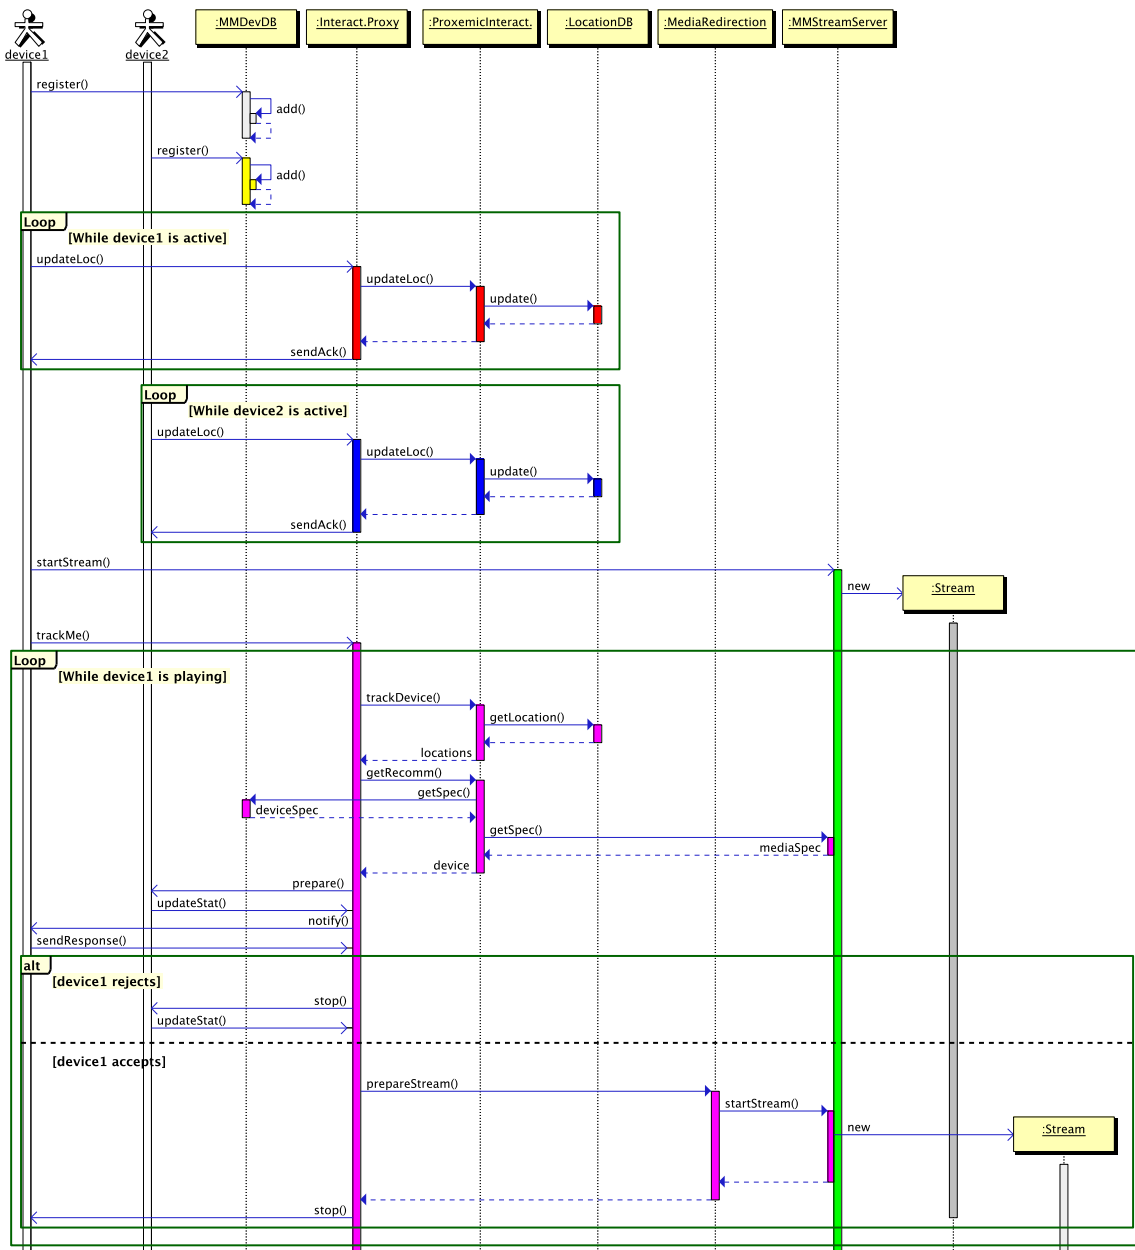 device1
device2
:MMDevDB
:Interact.Proxy
:ProxemicInteract.
:LocationDB
:MediaRedirection
:MMStreamServer
register()
add()
register()
add()
Loop
[While device1 is active]
updateLoc()
updateLoc()
update()
sendAck()
Loop
[While device2 is active]
updateLoc()
updateLoc()
update()
sendAck()
startStream()
new
:Stream
trackMe()
Loop
[While device1 is playing]
trackDevice()
getLocation()
locations
getRecomm()
getSpec()
deviceSpec
getSpec()
mediaSpec
device
prepare()
updateStat()
notify()
sendResponse()
alt
[device1 rejects]
stop()
updateStat()
[device1 accepts]
prepareStream()
startStream()
new
:Stream
stop()